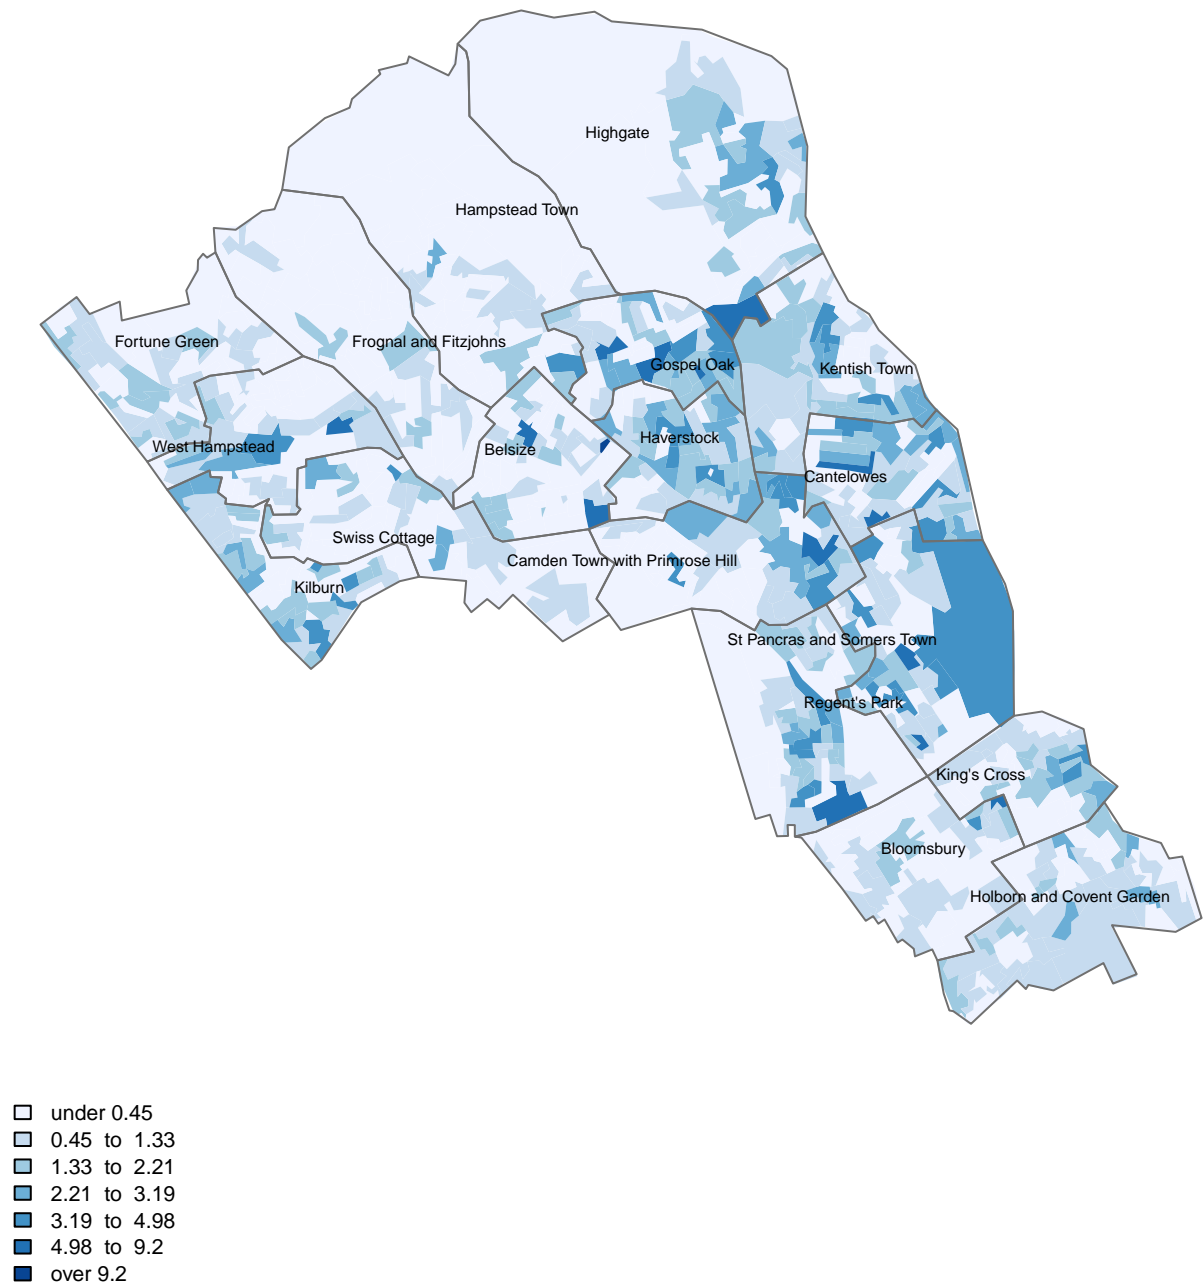 Highgate
Hampstead Town
Fortune Green
Frognal and Fitzjohns
Gospel Oak
Kentish Town
West Hampstead
Belsize
Haverstock
Cantelowes
Swiss Cottage
Camden Town with Primrose Hill
Kilburn
St Pancras and Somers Town
Regent's Park
King's Cross
Bloomsbury
Holborn and Covent Garden
under 0.45
0.45 to 1.33
1.33 to 2.21
2.21 to 3.19
3.19 to 4.98
4.98 to 9.2
over 9.2